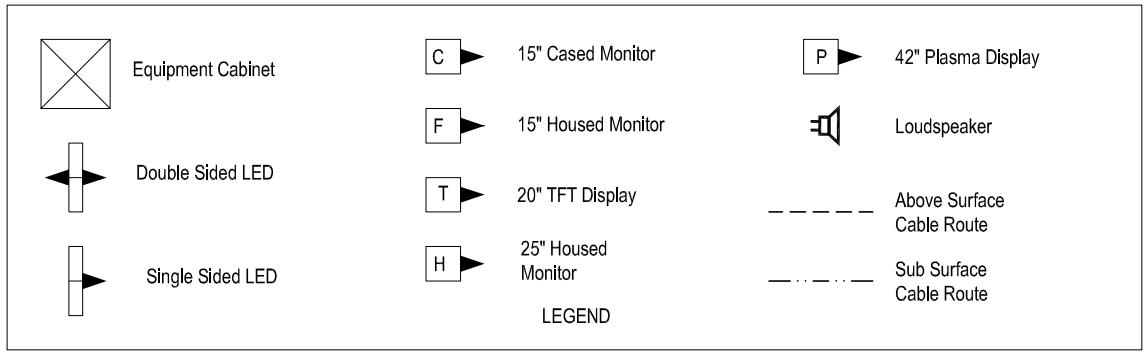 Equipment Cabinet
Double Sided LED
Single Sided LED
C
15" Cased Monitor
F
15" Housed Monitor
T
20" TFT Display
H
25" Housed
Monitor
P
42" Plasma Display
Loudspeaker
Above Surface
Cable Route
Sub Surface
Cable Route
LEGEND